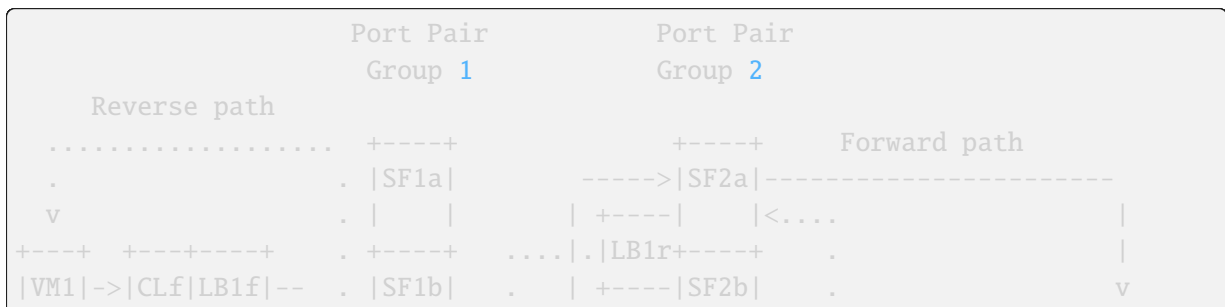 Port Pair           Port Pair
                       Group 1            Group 2
     Reverse path
  ...................  +----+              +----+     Forward path
  .                  . |SF1a|        ----->|SF2a|-----------------------
  v                  . |    |       | +----|    |<....                  |
+---+  +---+----+    . +----+   ....|.|LB1r+----+    .                  |
|VM1|->|CLf|LB1f|--  . |SF1b|   .   | +----|SF2b|    .                  v